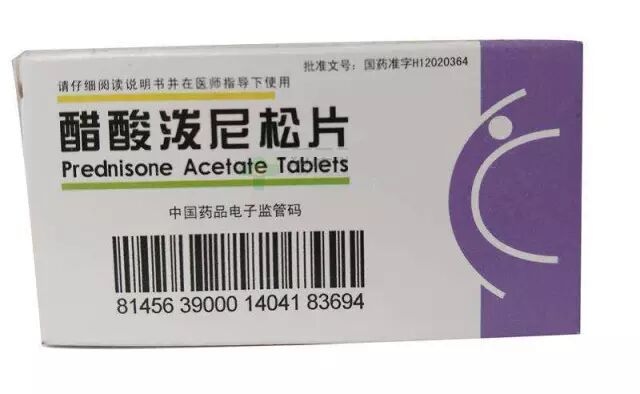 批准文号：国药准字H12020364
请仔细阅读说明书并在医师指导下使用
醋酸泼尼松片
Prednisone Acetate Tablets
中国药品电子监管码
81456 39000 14041 83694